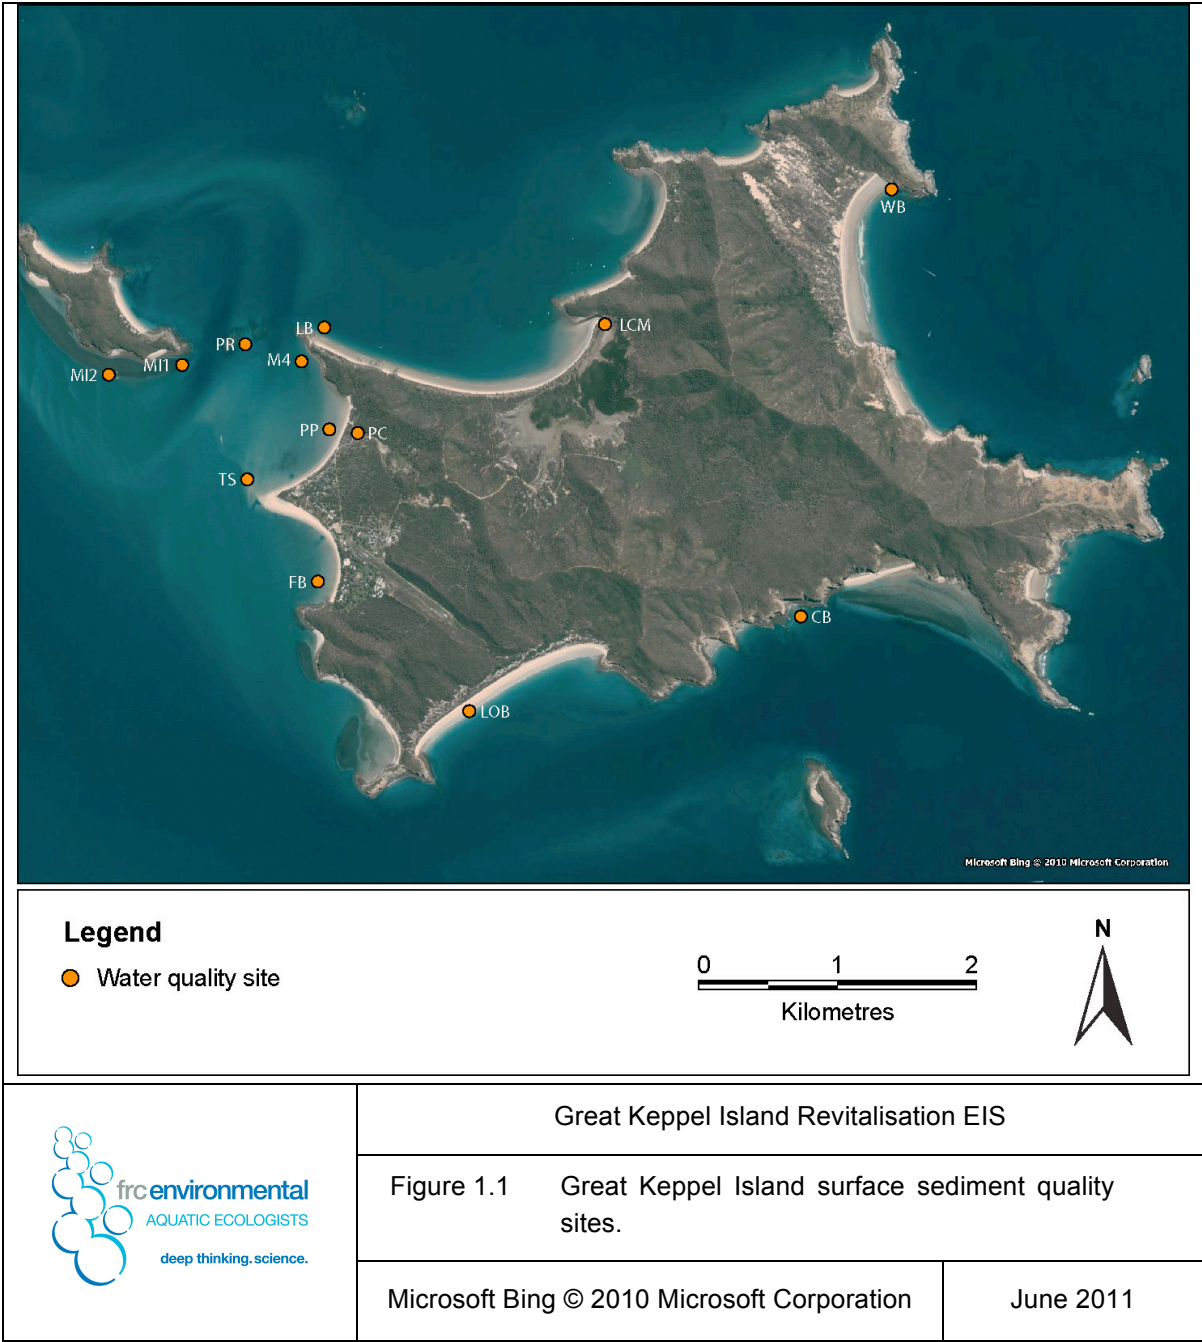 WB
LB
LCM
PR
M4
MI1
MI2
PP
PC
TS
FB
CB
LOB
Microsoft Bing © 2010 Microsoft Corporation
Legend
Water quality site
0 1 2
Kilometres
N
frcenvironmental
AQUATIC ECOLOGISTS
deep thinking. science.
Great Keppel Island Revitalisation EIS
Figure 1.1 Great Keppel Island surface sediment quality
sites.
Microsoft Bing © 2010 Microsoft Corporation
June 2011